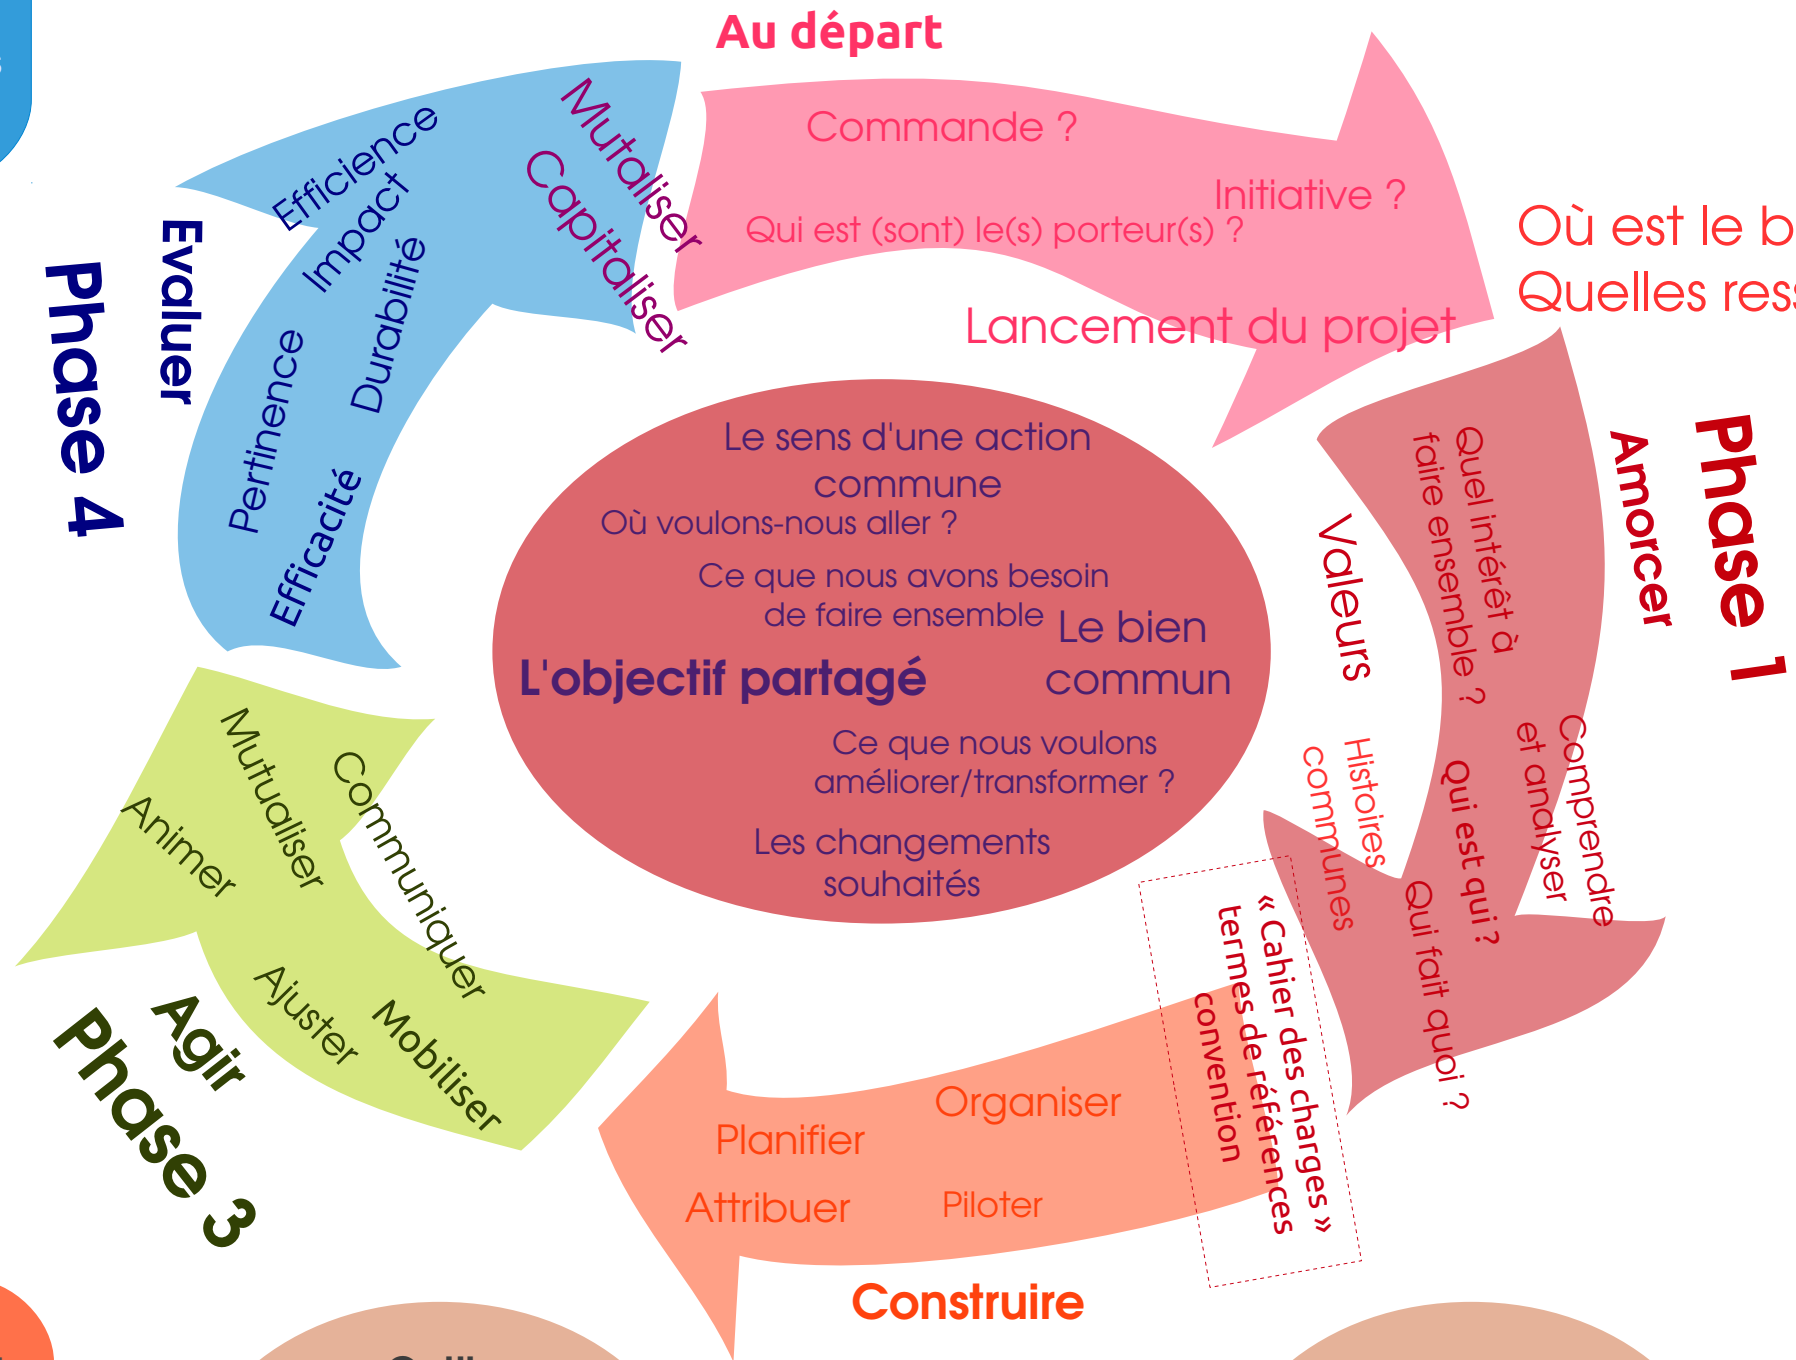 Au départ
Commande ?
Initiative ?
Qui est (sont) le(s) porteur(s) ?
Lancement du projet
Où est le b
Quelles ress
Phase 1
Amorcer
Quel intérêt à
faire ensemble ?
Valeurs
Comprendre
et analyser
Histoires
communes
Qui est qui ?
Qui fait quoi ?
« Cahier des charges »
termes de références
convention
Organiser
Planifier
Attribuer
Piloter
Construire
Phase 3
Agir
Mobiliser
Ajuster
Communiquer
Mutualiser
Animer
Phase 4
Evaluer
Efficacité
Pertinence
Durabilité
Impact
Efficience
Mutaliser
Capitaliser
Le sens d'une action
commune
Où voulons-nous aller ?
Ce que nous avons besoin
de faire ensemble
Le bien
commun
L'objectif partagé
Ce que nous voulons
améliorer/transformer ?
Les changements
souhaités